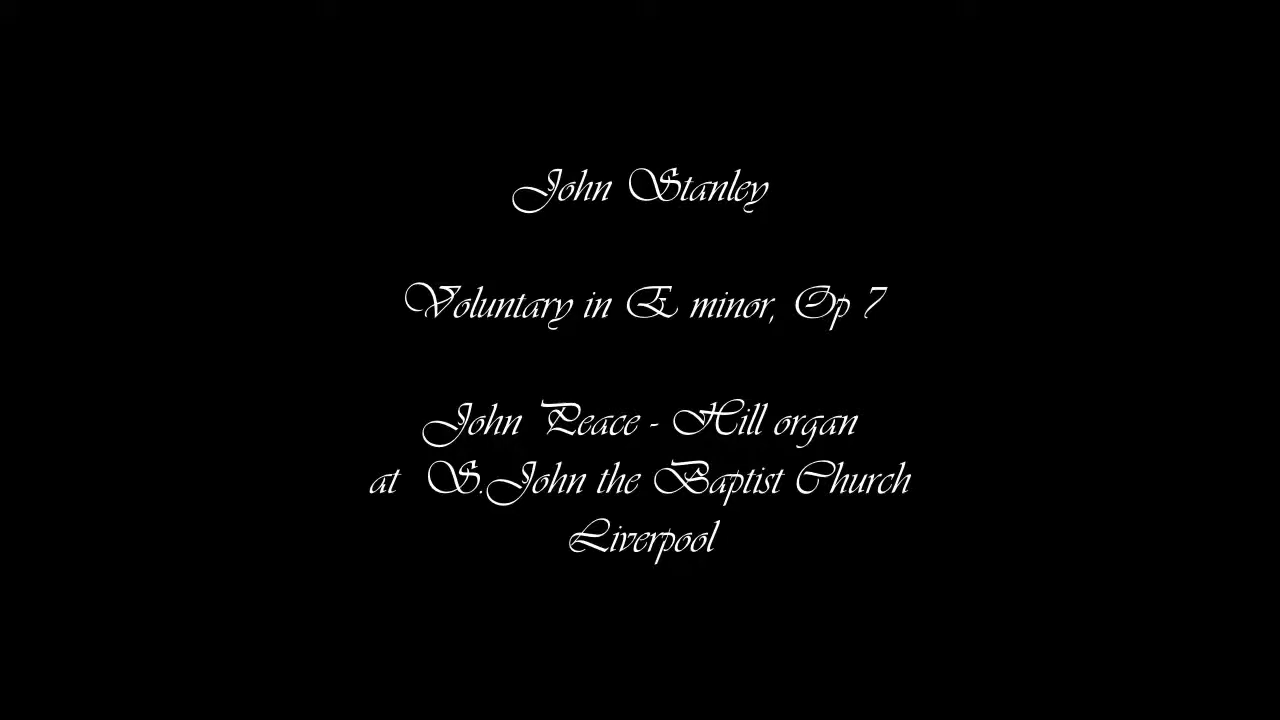 John Stanley
Voluntary in E minor, Op 7
John Peace - Hill organ
at S.John the Baptist Church
Liverpool